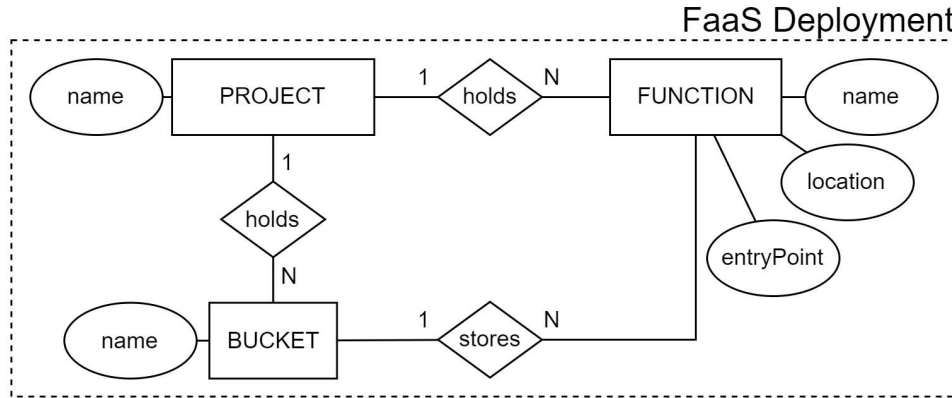 FaaS Deployment
name
PROJECT
1
holds
N
FUNCTION
name
1
location
holds
entryPoint
N
name
BUCKET
1
stores
N